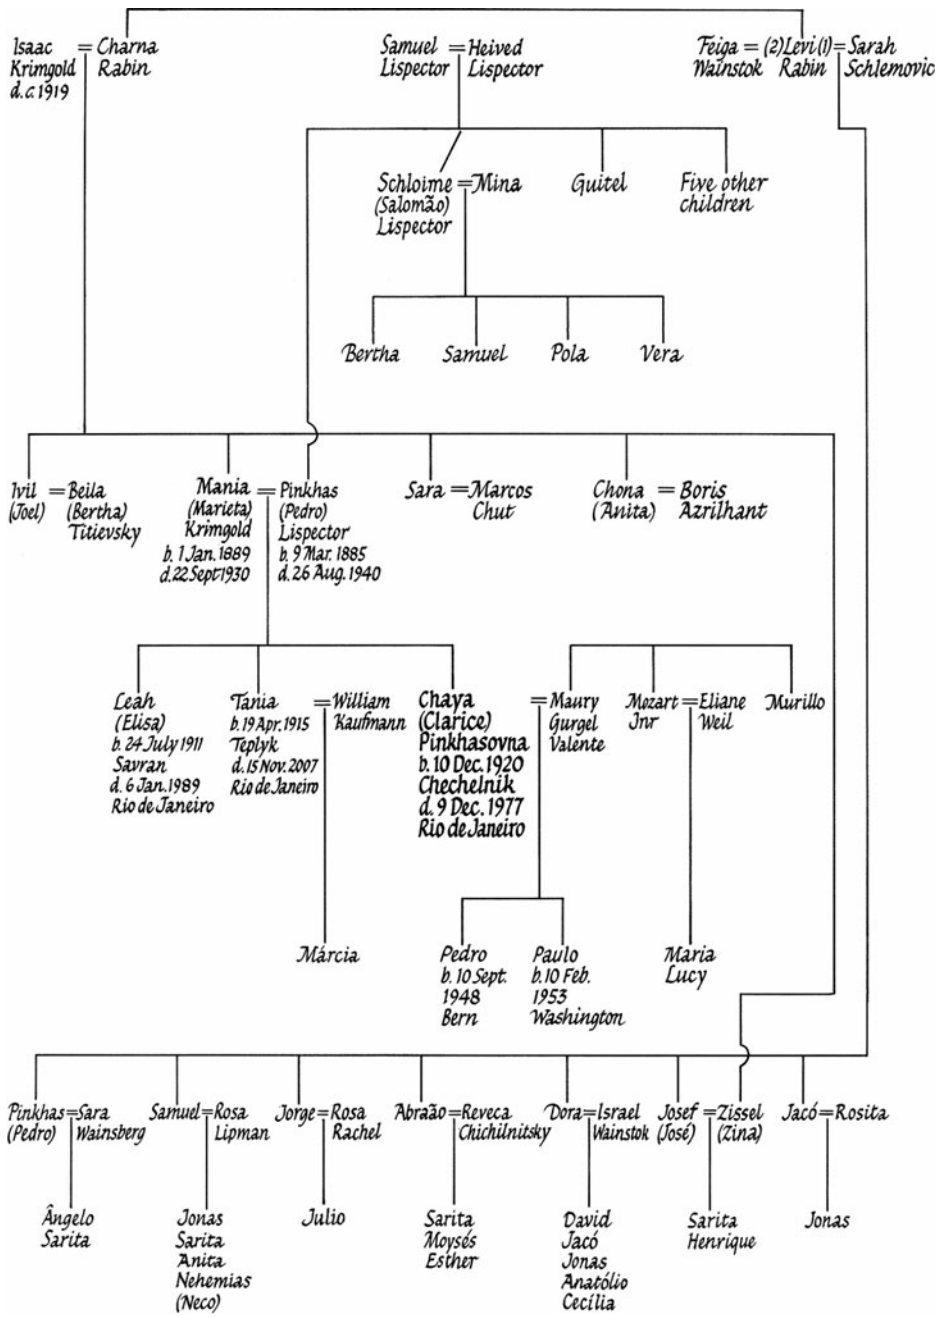 Isaac = Charna
Krimgold Rabin
d.c.1919
Samuel = Heived
Lispector Lispector
Feiga = (2) Levi (1) = Sarah
Wainstok Rabin Schlemovic
Schloime = Mina
(Salomão)
Lispector
Guitel
Five other
children
Bertha
Samuel
Pola
Vera
Ivil = Beila
(Joel) (Bertha)
Titievsky
Mania = Pinkhas
(Marieta) (Pedro)
Krimgold Lispector
b. 1 Jan. 1889 b. 9 Mar. 1885
d. 22 Sept 1930 d. 26 Aug. 1940
Sara = Marcos
Chut
Chona = Boris
(Anita) Azrilhant
Leah
(Elisa)
b. 24 July 1911
Savran
d. 6 Jan. 1989
Rio de Janeiro
Tania = William
b. 19 Apr. 1915 Kaufmann
Teplyk
d. 15 Nov. 2007
Rio de Janeiro
Chaya = Maury
(Clarice) Gurgel
Pinkhasovna Valente
b. 10 Dec. 1920
Chechelnik
d. 9 Dec. 1977
Rio de Janeiro
Mozart = Eliane
Jnr Weil
Murillo
Márcia
Pedro
b. 10 Sept.
1948
Bern
Paulo
b. 10 Feb.
1953
Washington
Maria
Lucy
Pinkhas = Sara
(Pedro) Wainsberg
Samuel = Rosa
Lipman
Jorge = Rosa
Rachel
Abraão = Reveca
Chichilnitsky
Dora = Israel
Wainstok
Josef = Zissel
(José) (Zina)
Jacó = Rosita
Ângelo
Sarita
Jonas
Sarita
Anita
Nehemias
(Neco)
Julio
Sarita
Moysés
Esther
David
Jacó
Jonas
Anatólio
Cecília
Sarita
Henrique
Jonas